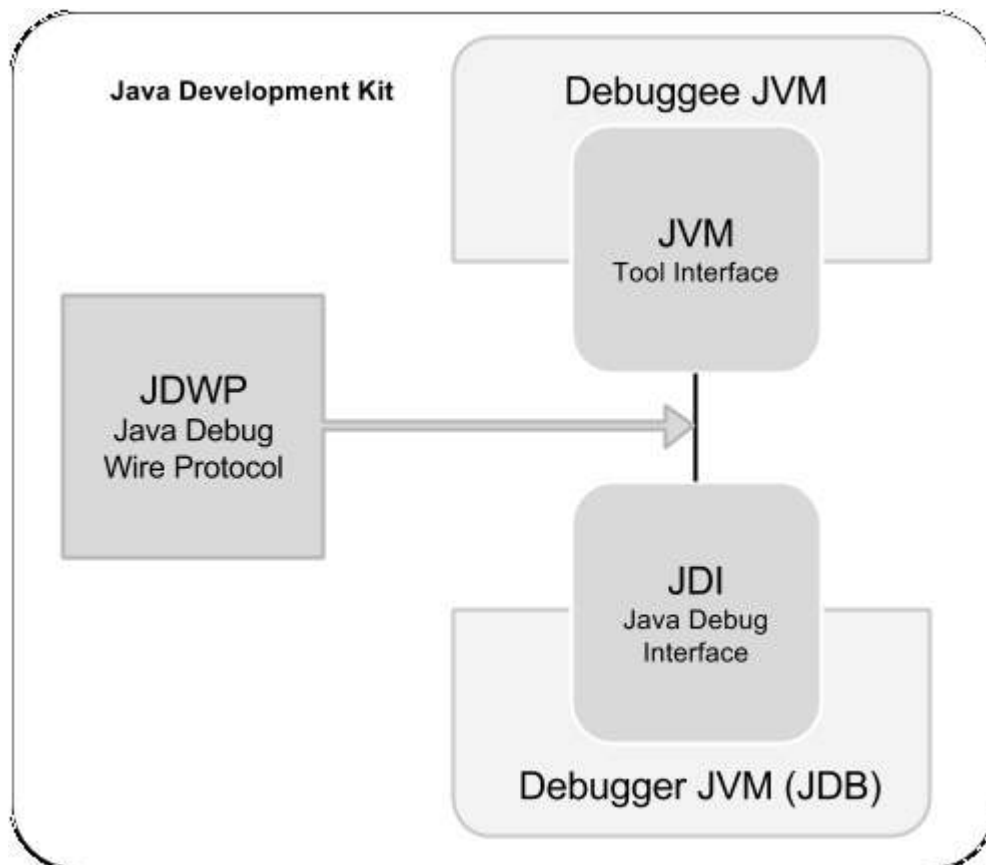 Java Development Kit
Debuggee JVM
JVM
Tool Interface
JDWP
Java Debug
Wire Protocol
JDI
Java Debug
Interface
Debugger JVM (JDB)